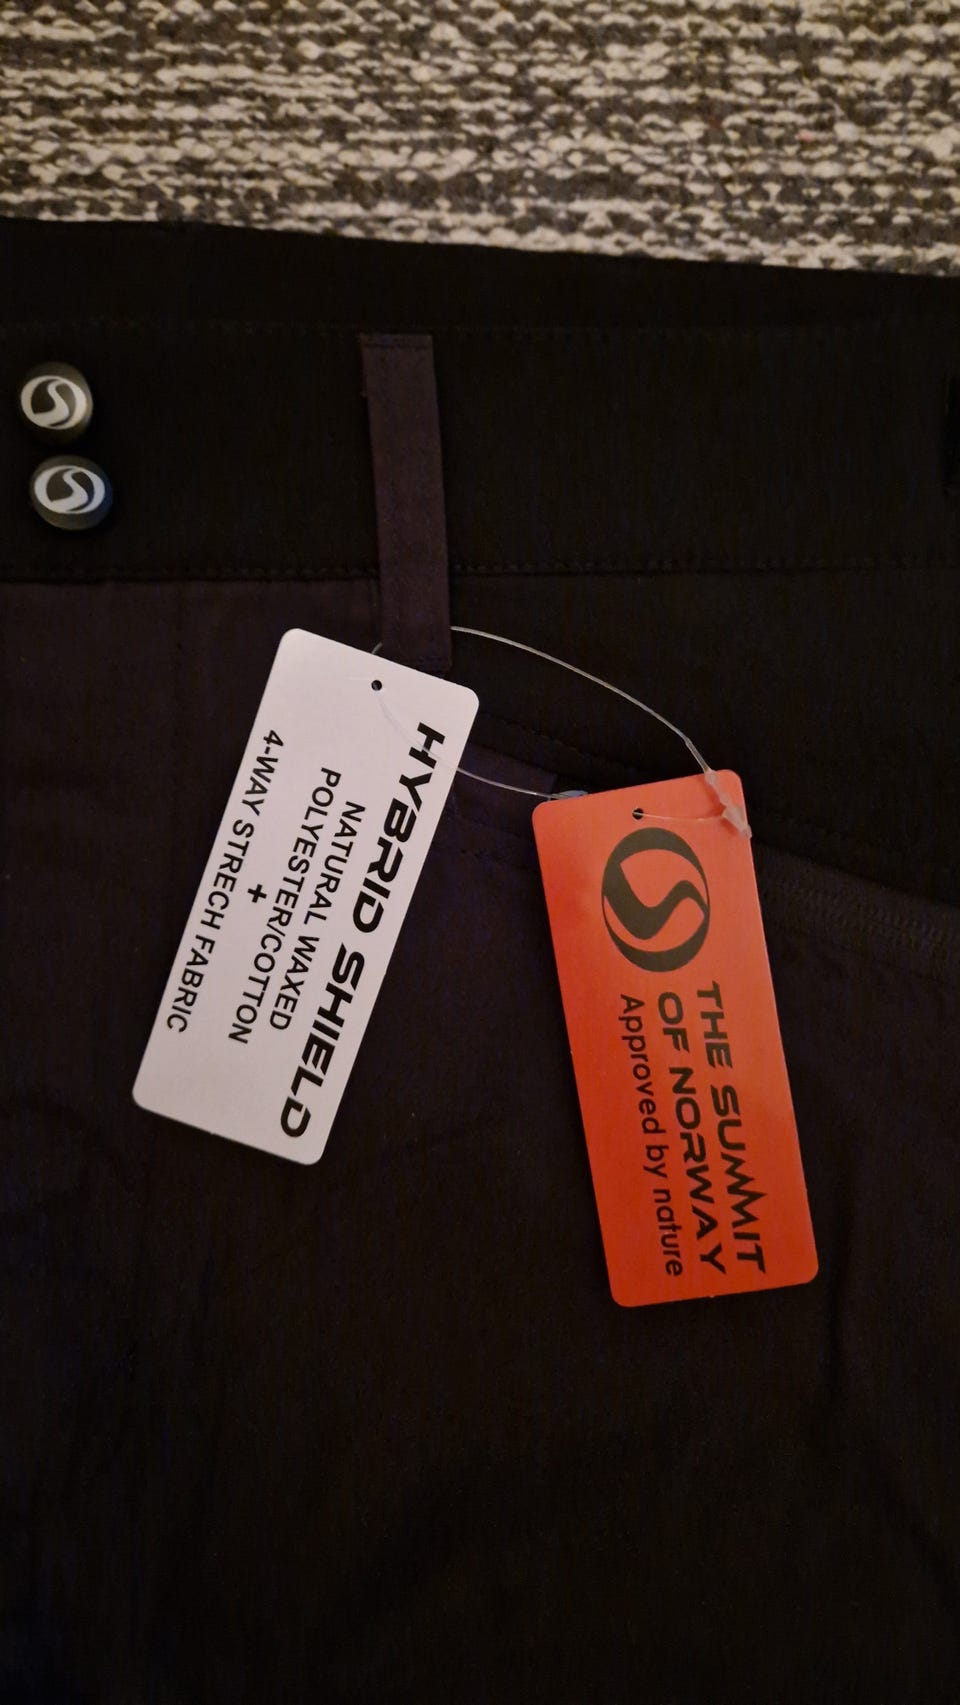 HYBRID SHIELD
NATURAL WAXED
POLYESTER/COTTON
+
4-WAY STRECH FABRIC
THE SUMMIT
OF NORWAY
Approved by nature